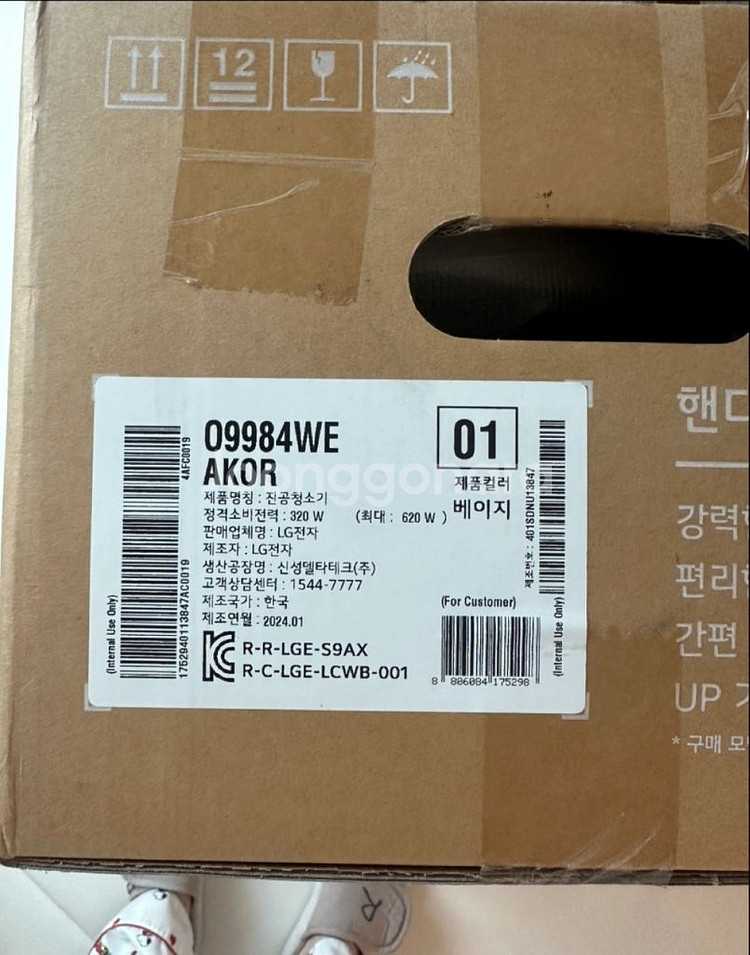 12
09984WE
AKOR
01
제품컬러
베이지
제품명칭 : 진공청소기
정격소비전력 : 320 W (최대 : 620 W )
판매업체명 : LG전자
제조자 : LG전자
생산공장명 : 신성델타테크(주)
고객상담센터 : 1544-7777
제조국가 : 한국
제조연월 : 2024.01
R-R-LGE-S9AX
R-C-LGE-LCWB-001
(For Customer)
8 806084 175298
4AFC0019
1752940113847AC0019
(Internal Use Only)
제조번호 : 401SDNU13847
(Internal Use Only)
강력
편리
간편
UP
* 구매
R